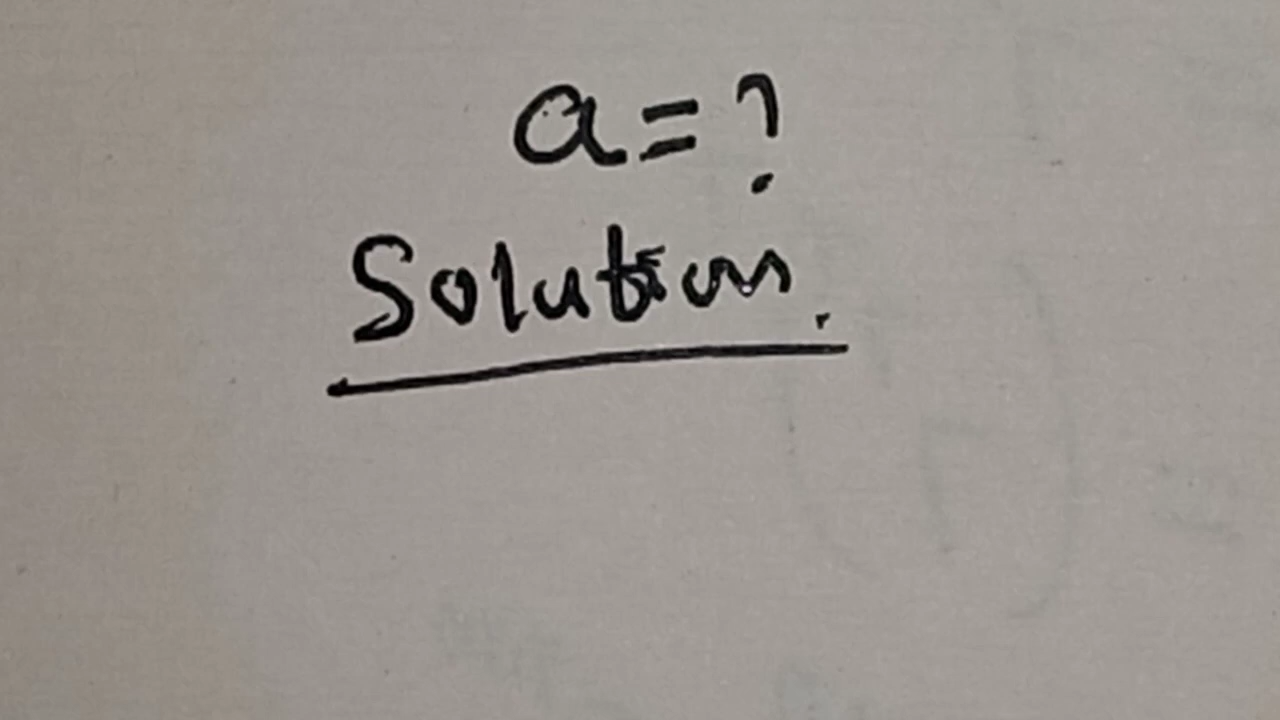 a = ?
Solution.